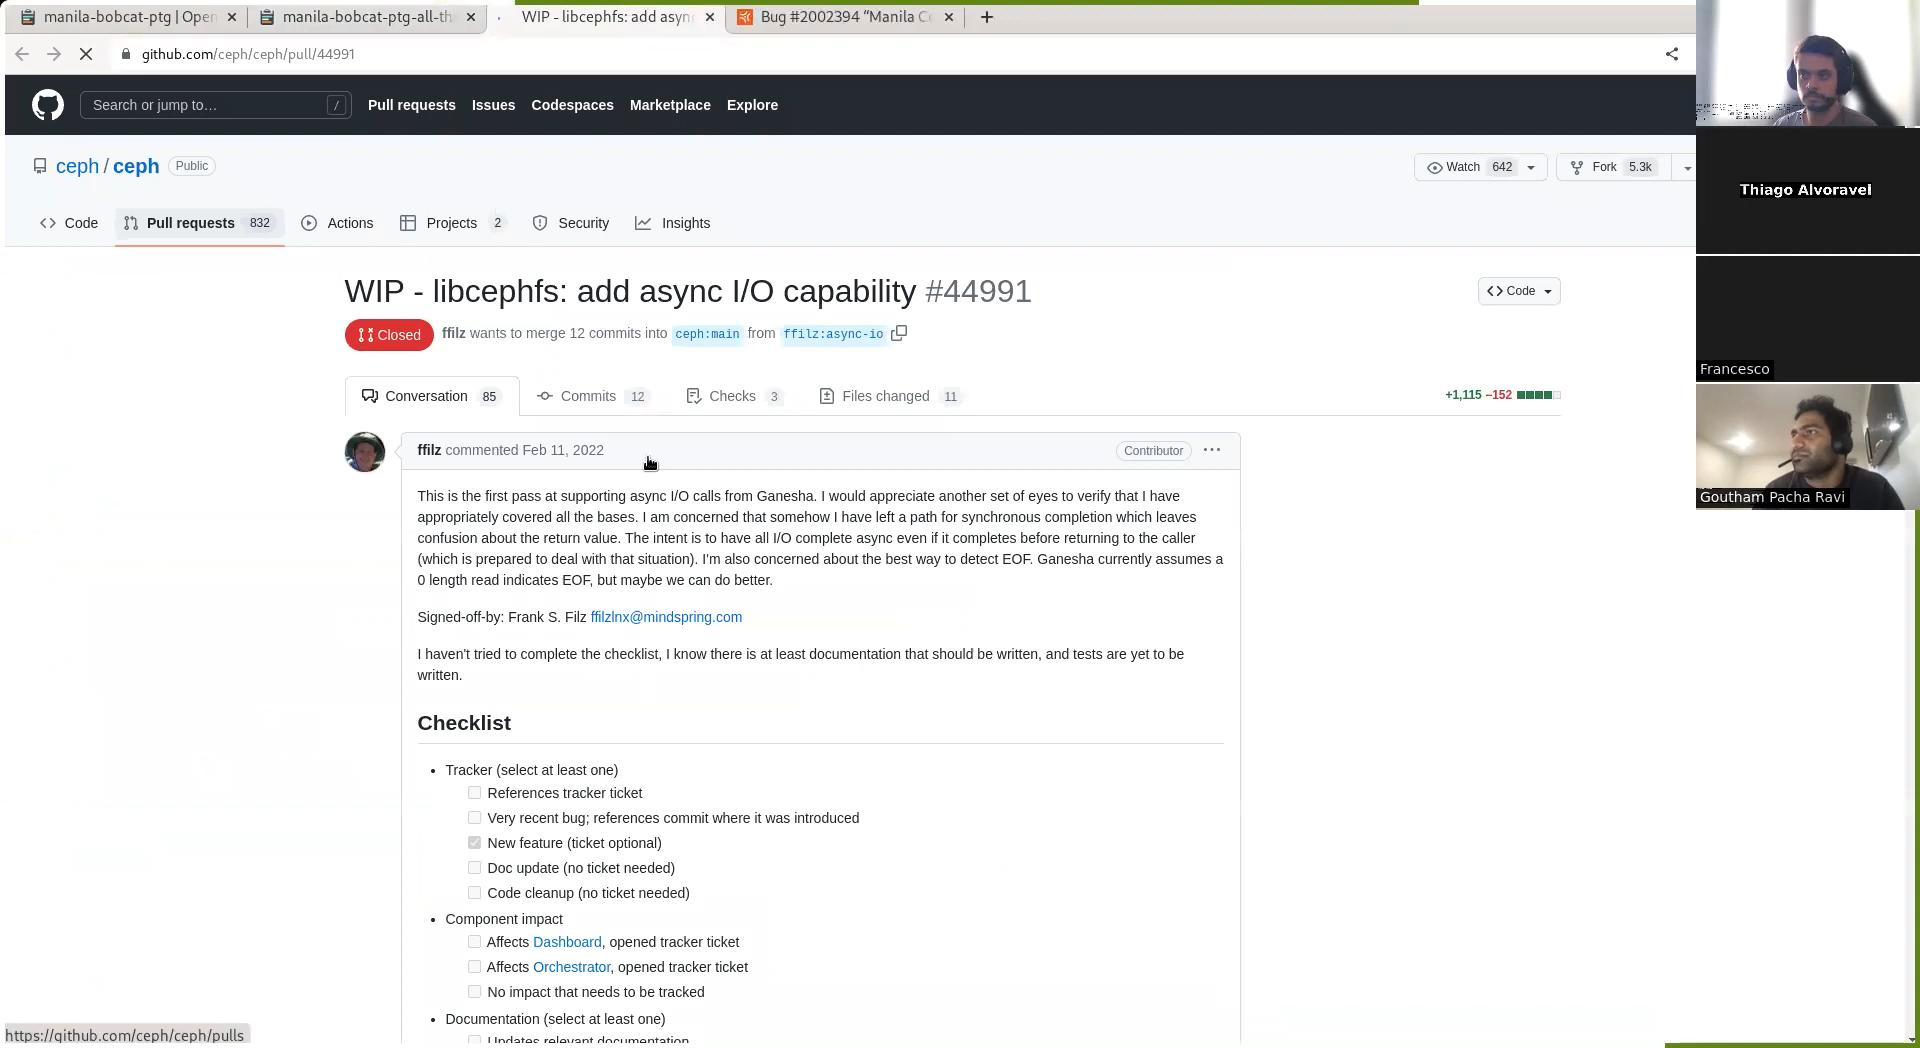 manila-bobcat-ptg | Open
manila-bobcat-ptg-all-th
WIP - libcephfs: add asyn
Bug #2002394 “Manila C
github.com/ceph/ceph/pull/44991
Search or jump to…
/
Pull requests
Issues
Codespaces
Marketplace
Explore
ceph / ceph
Public
Watch 642
Fork 5.3k
Code
Pull requests 832
Actions
Projects 2
Security
Insights
WIP - libcephfs: add async I/O capability #44991
Code
Closed
ffilz wants to merge 12 commits into ceph:main from ffilz:async-io
Conversation 85
Commits 12
Checks 3
Files changed 11
+1,115 −152
ffilz commented Feb 11, 2022
Contributor
This is the first pass at supporting async I/O calls from Ganesha. I would appreciate another set of eyes to verify that I have
appropriately covered all the bases. I am concerned that somehow I have left a path for synchronous completion which leaves
confusion about the return value. The intent is to have all I/O complete async even if it completes before returning to the caller
(which is prepared to deal with that situation). I'm also concerned about the best way to detect EOF. Ganesha currently assumes a
0 length read indicates EOF, but maybe we can do better.
Signed-off-by: Frank S. Filz ffilzlnx@mindspring.com
I haven't tried to complete the checklist, I know there is at least documentation that should be written, and tests are yet to be
written.
Checklist
Tracker (select at least one)
References tracker ticket
Very recent bug; references commit where it was introduced
New feature (ticket optional)
Doc update (no ticket needed)
Code cleanup (no ticket needed)
Component impact
Affects Dashboard, opened tracker ticket
Affects Orchestrator, opened tracker ticket
No impact that needs to be tracked
Documentation (select at least one)
Updates relevant documentation
https://github.com/ceph/ceph/pulls
Thiago Alvoravel
Francesco
Goutham Pacha Ravi